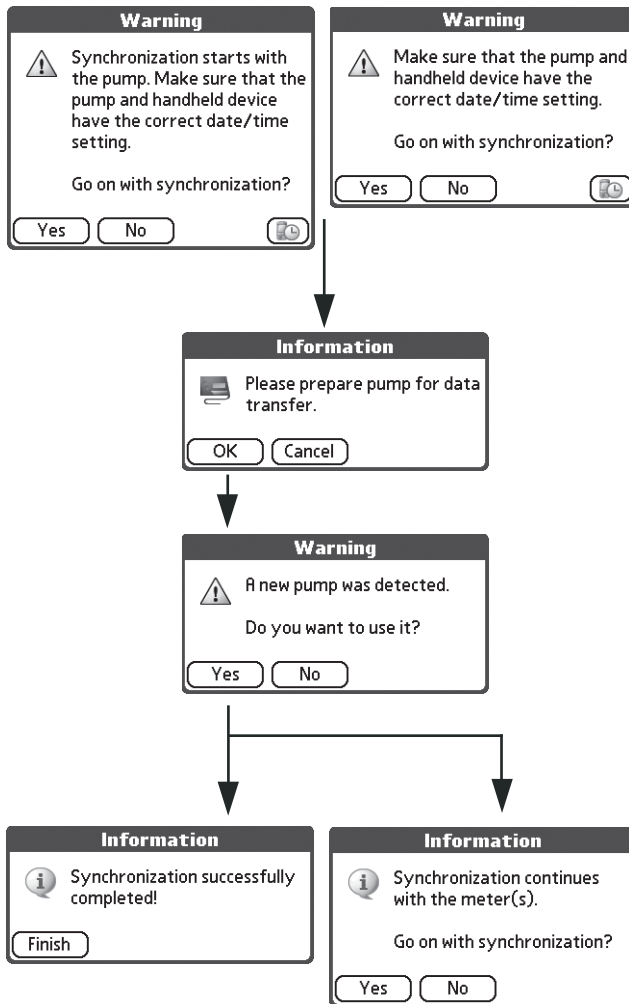 Warning
Synchronization starts with
the pump. Make sure that the
pump and handheld device
have the correct date/time
setting.
Go on with synchronization?
Yes
No
Warning
Make sure that the pump and
handheld device have the
correct date/time setting.
Go on with synchronization?
Yes
No
Information
Please prepare pump for data
transfer.
OK
Cancel
Warning
A new pump was detected.
Do you want to use it?
Yes
No
Information
Synchronization successfully
completed!
Finish
Information
Synchronization continues
with the meter(s).
Go on with synchronization?
Yes
No